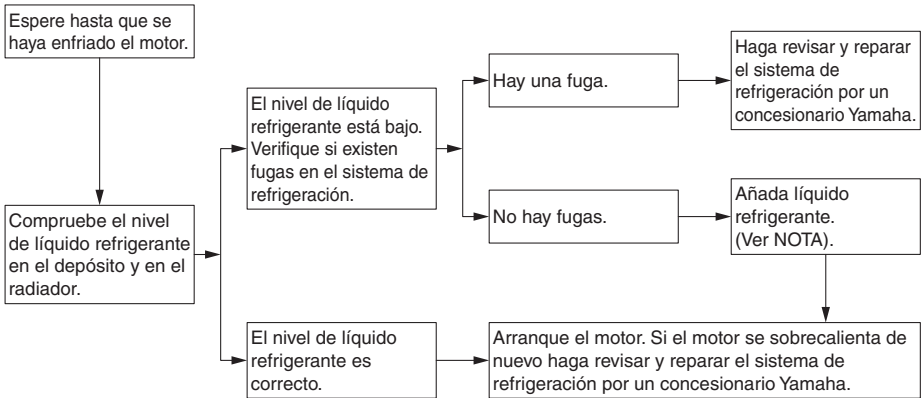 Espere hasta que se
haya enfriado el motor.
Compruebe el nivel
de líquido refrigerante
en el depósito y en el
radiador.
El nivel de líquido
refrigerante está bajo.
Verifique si existen
fugas en el sistema de
refrigeración.
Hay una fuga.
Haga revisar y reparar
el sistema de
refrigeración por un
concesionario Yamaha.
No hay fugas.
Añada líquido
refrigerante.
(Ver NOTA).
El nivel de líquido
refrigerante es
correcto.
Arranque el motor. Si el motor se sobrecalienta de
nuevo haga revisar y reparar el sistema de
refrigeración por un concesionario Yamaha.